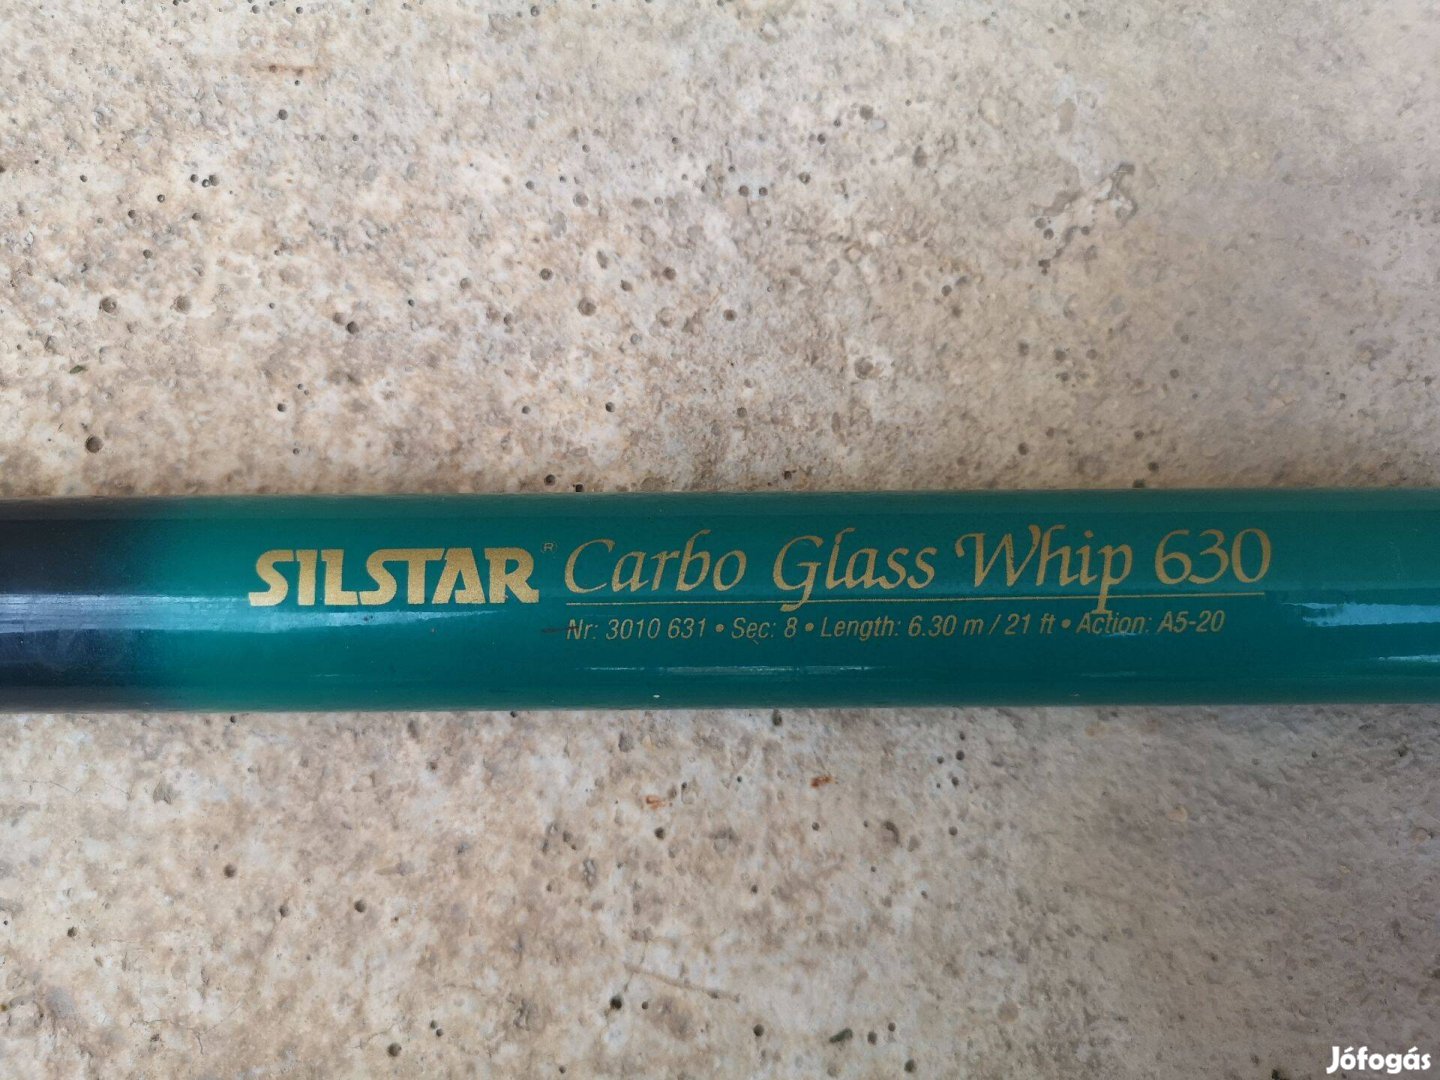 SILSTAR® Carbo Glass Whip 630
Nr: 3010 631 • Sec: 8 • Length: 6.30 m / 21 ft • Action: A5-20
Jófogás